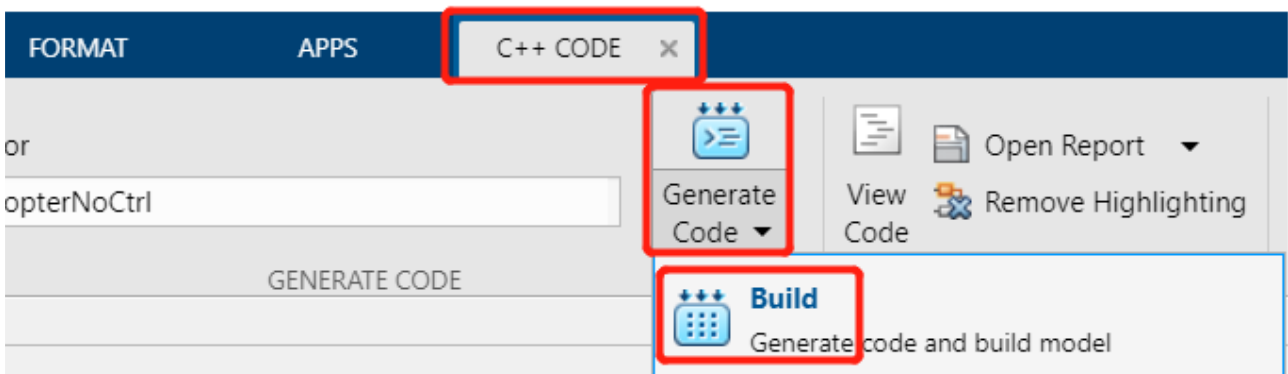 FORMAT APPS C++ CODE
or
opterNoCtrl
GENERATE CODE
Generate
Code
View
Code
Open Report
Remove Highlighting
Build
Generate code and build model